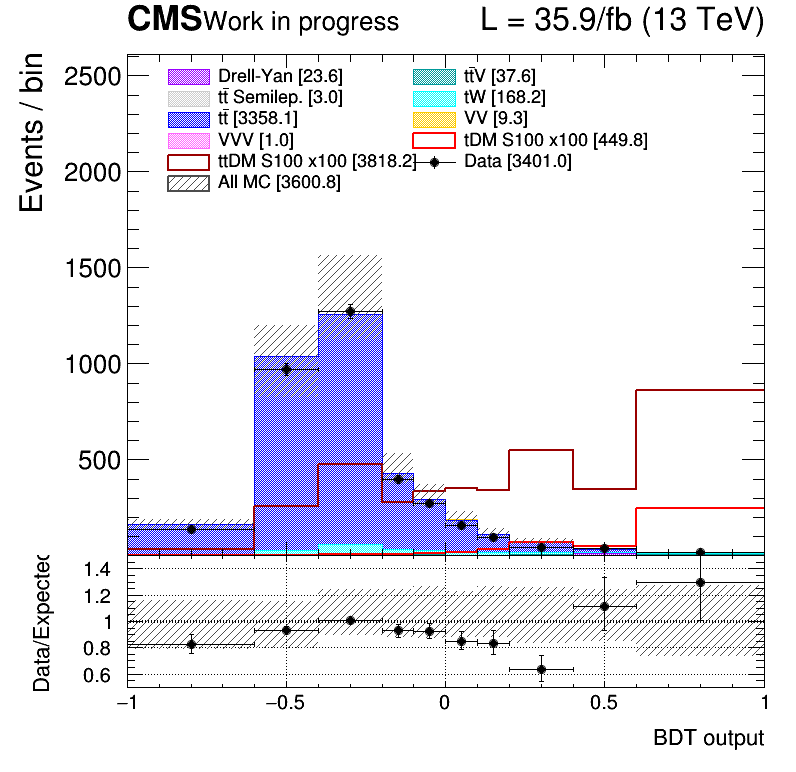 CMS Work in progress L = 35.9/fb (13 TeV)
Drell-Yan [23.6] tt̄V [37.6]
tt̄ Semilep. [3.0] tW [168.2]
tt̄ [3358.1] VV [9.3]
VVV [1.0] tDM S100 x100 [449.8]
ttDM S100 x100 [3818.2] Data [3401.0]
All MC [3600.8]
Events / bin
2500
2000
1500
1000
500
Data/Expected
1.4
1.2
1
0.8
0.6
−1 −0.5 0 0.5 1
BDT output